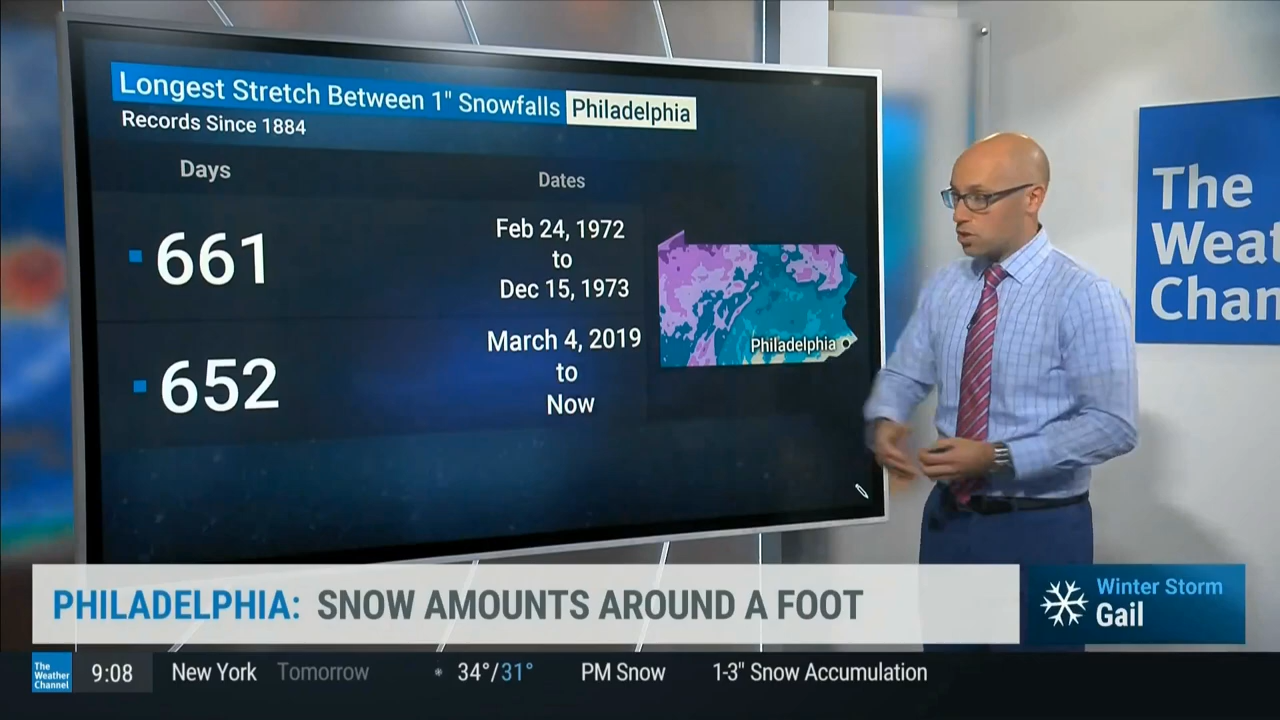 Longest Stretch Between 1" Snowfalls Philadelphia
Records Since 1884
Days
Dates
661
Feb 24, 1972
to
Dec 15, 1973
652
March 4, 2019
to
Now
Philadelphia
The
Weat
Chan
PHILADELPHIA: SNOW AMOUNTS AROUND A FOOT
Winter Storm
Gail
The
Weather
Channel
9:08
New York Tomorrow 34°/31° PM Snow 1-3" Snow Accumulation